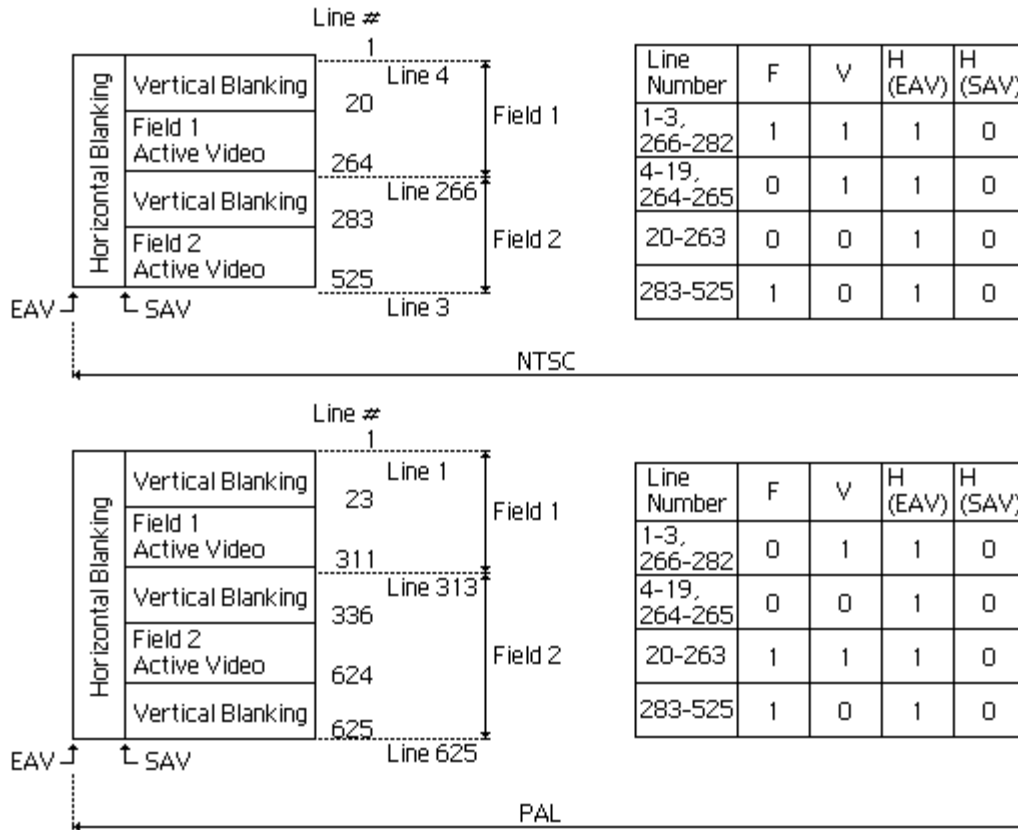 Line #
1
Vertical Blanking
Line 4
20
Field 1
Active Video
264
Field 1
Vertical Blanking
Line 266
283
Field 2
Active Video
525
Field 2
Line 3
Horizontal Blanking
EAV
SAV
Line Number F V H (EAV) H (SAV)
1-3, 266-282 1 1 1 0
4-19, 264-265 0 1 1 0
20-263 0 0 1 0
283-525 1 0 1 0
NTSC
Line #
1
Vertical Blanking
Line 1
23
Field 1
Active Video
311
Field 1
Vertical Blanking
Line 313
336
Field 2
Active Video
624
Field 2
Vertical Blanking
625
Line 625
Horizontal Blanking
EAV
SAV
Line Number F V H (EAV) H (SAV)
1-3, 266-282 0 1 1 0
4-19, 264-265 0 0 1 0
20-263 1 1 1 0
283-525 1 0 1 0
PAL